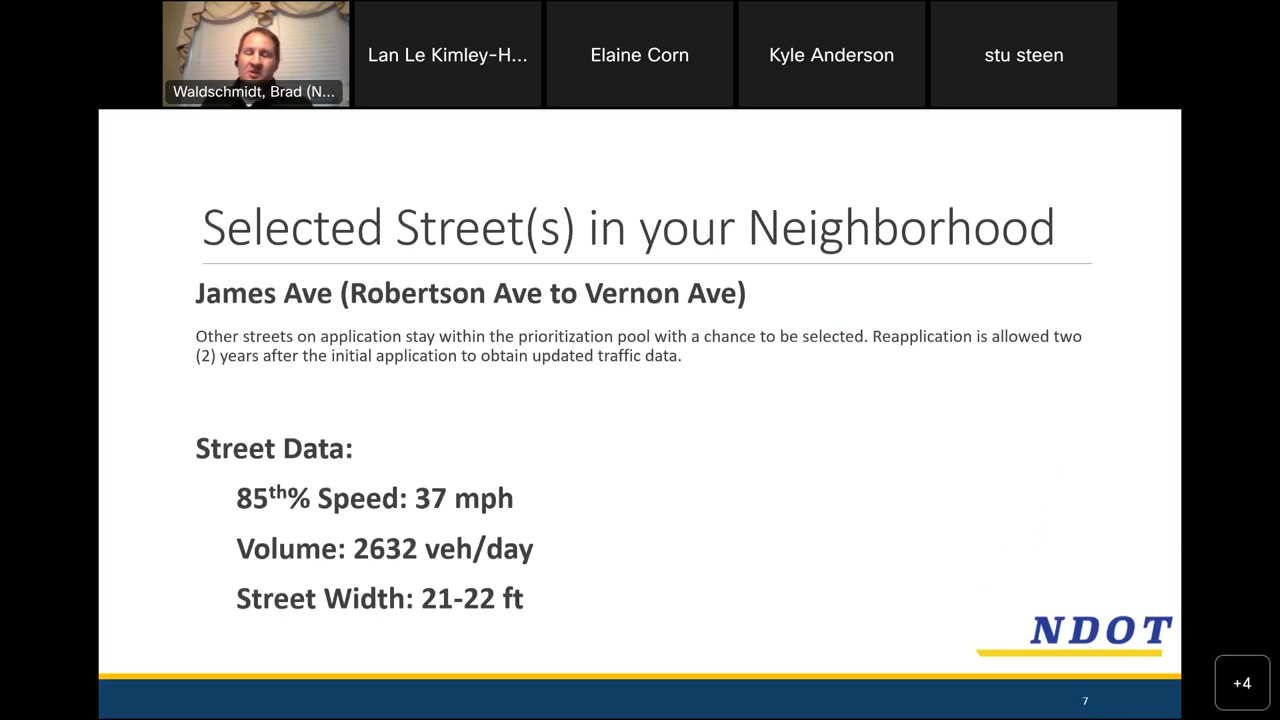 Waldschmidt, Brad (N...
Lan Le Kimley-H...
Elaine Corn
Kyle Anderson
stu steen
Selected Street(s) in your Neighborhood
James Ave (Robertson Ave to Vernon Ave)
Other streets on application stay within the prioritization pool with a chance to be selected. Reapplication is allowed two
(2) years after the initial application to obtain updated traffic data.
Street Data:
85th% Speed: 37 mph
Volume: 2632 veh/day
Street Width: 21-22 ft
NDOT
7
+4